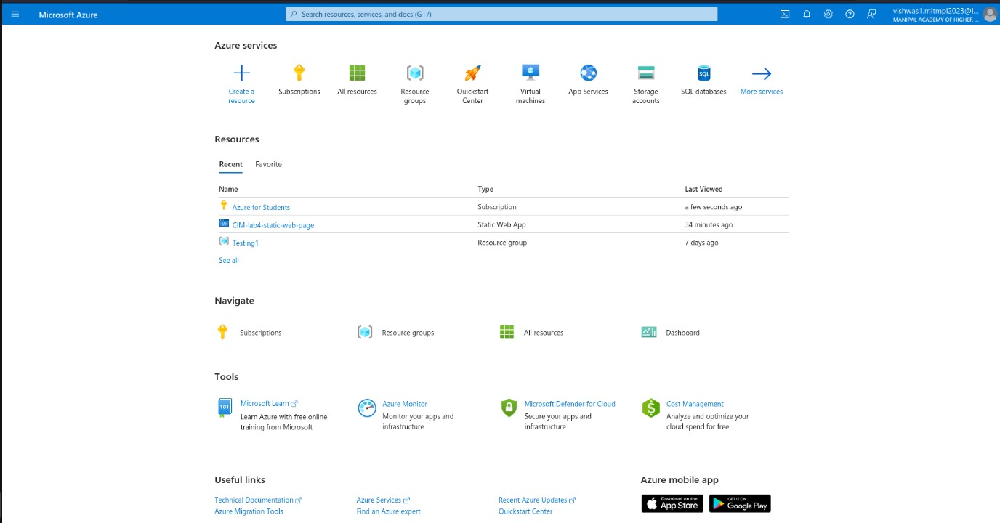 Microsoft Azure
Search resources, services, and docs (G+/)
vishwas1.mitmpl2023@l...
MANIPAL ACADEMY OF HIGHER ...
Azure services
Create a resource
Subscriptions
All resources
Resource groups
Quickstart Center
Virtual machines
App Services
Storage accounts
SQL
SQL databases
More services
Resources
Recent Favorite
Name Type Last Viewed
Azure for Students Subscription a few seconds ago
CIM-lab4-static-web-page Static Web App 34 minutes ago
Testing1 Resource group 7 days ago
See all
Navigate
Subscriptions Resource groups All resources Dashboard
Tools
101
Microsoft Learn
Learn Azure with free online
training from Microsoft
Azure Monitor
Monitor your apps and
infrastructure
Microsoft Defender for Cloud
Secure your apps and
infrastructure
Cost Management
Analyze and optimize your
cloud spend for free
Useful links
Technical Documentation Azure Services Recent Azure Updates
Azure Migration Tools Find an Azure expert Quickstart Center
Azure mobile app
Download on the
App Store
GET IT ON
Google Play